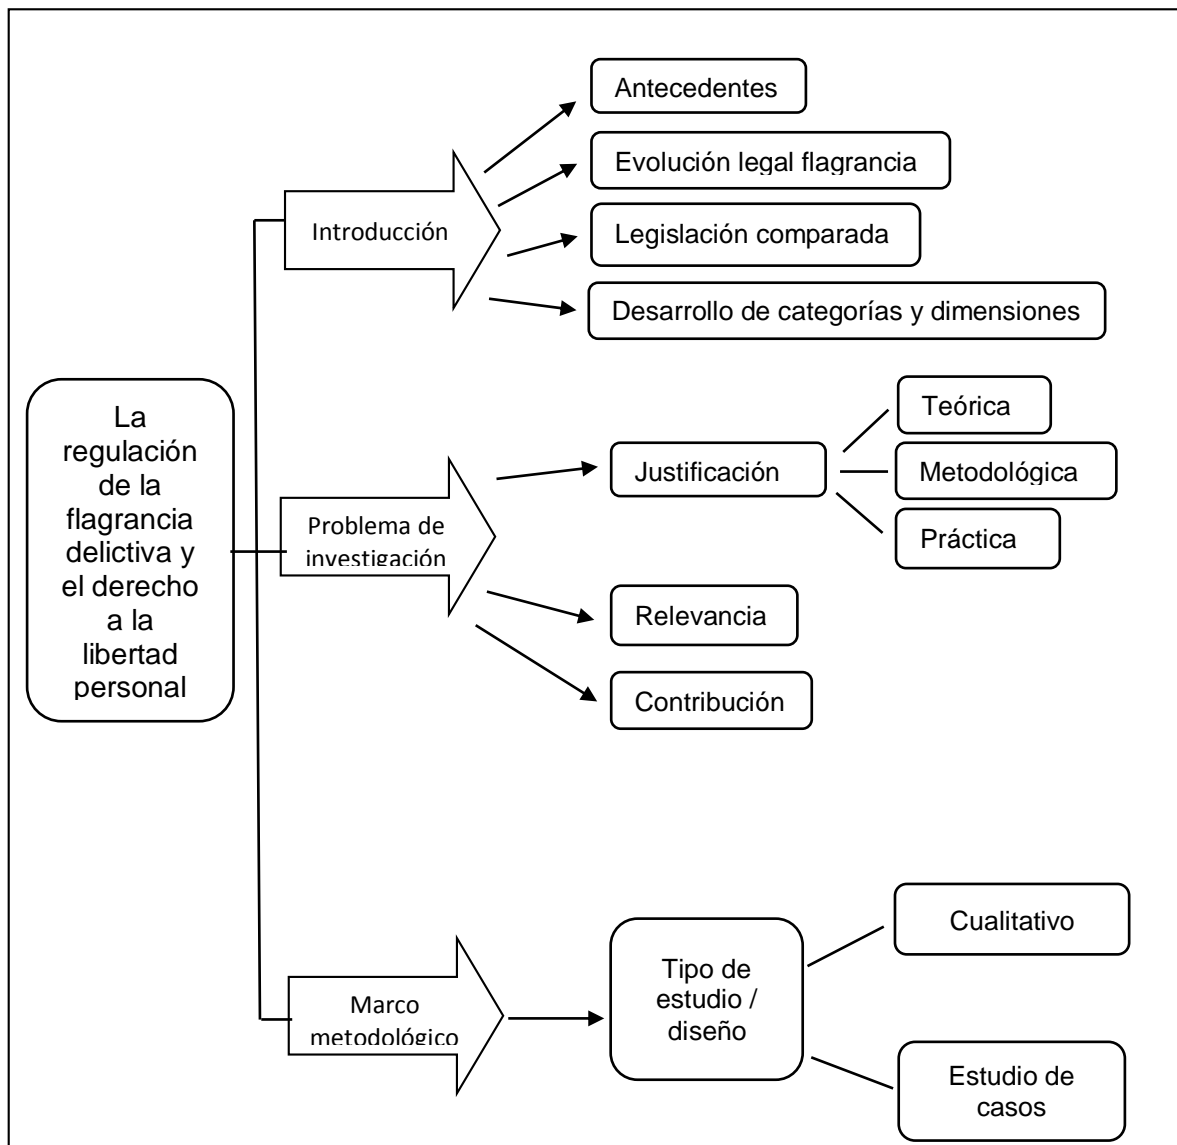 La
regulación
de la
flagrancia
delictiva y
el derecho
a la
libertad
personal
Introducción
Antecedentes
Evolución legal flagrancia
Legislación comparada
Desarrollo de categorías y dimensiones
Problema de
investigación
Justificación
Teórica
Metodológica
Práctica
Relevancia
Contribución
Marco
metodológico
Tipo de
estudio /
diseño
Cualitativo
Estudio de
casos